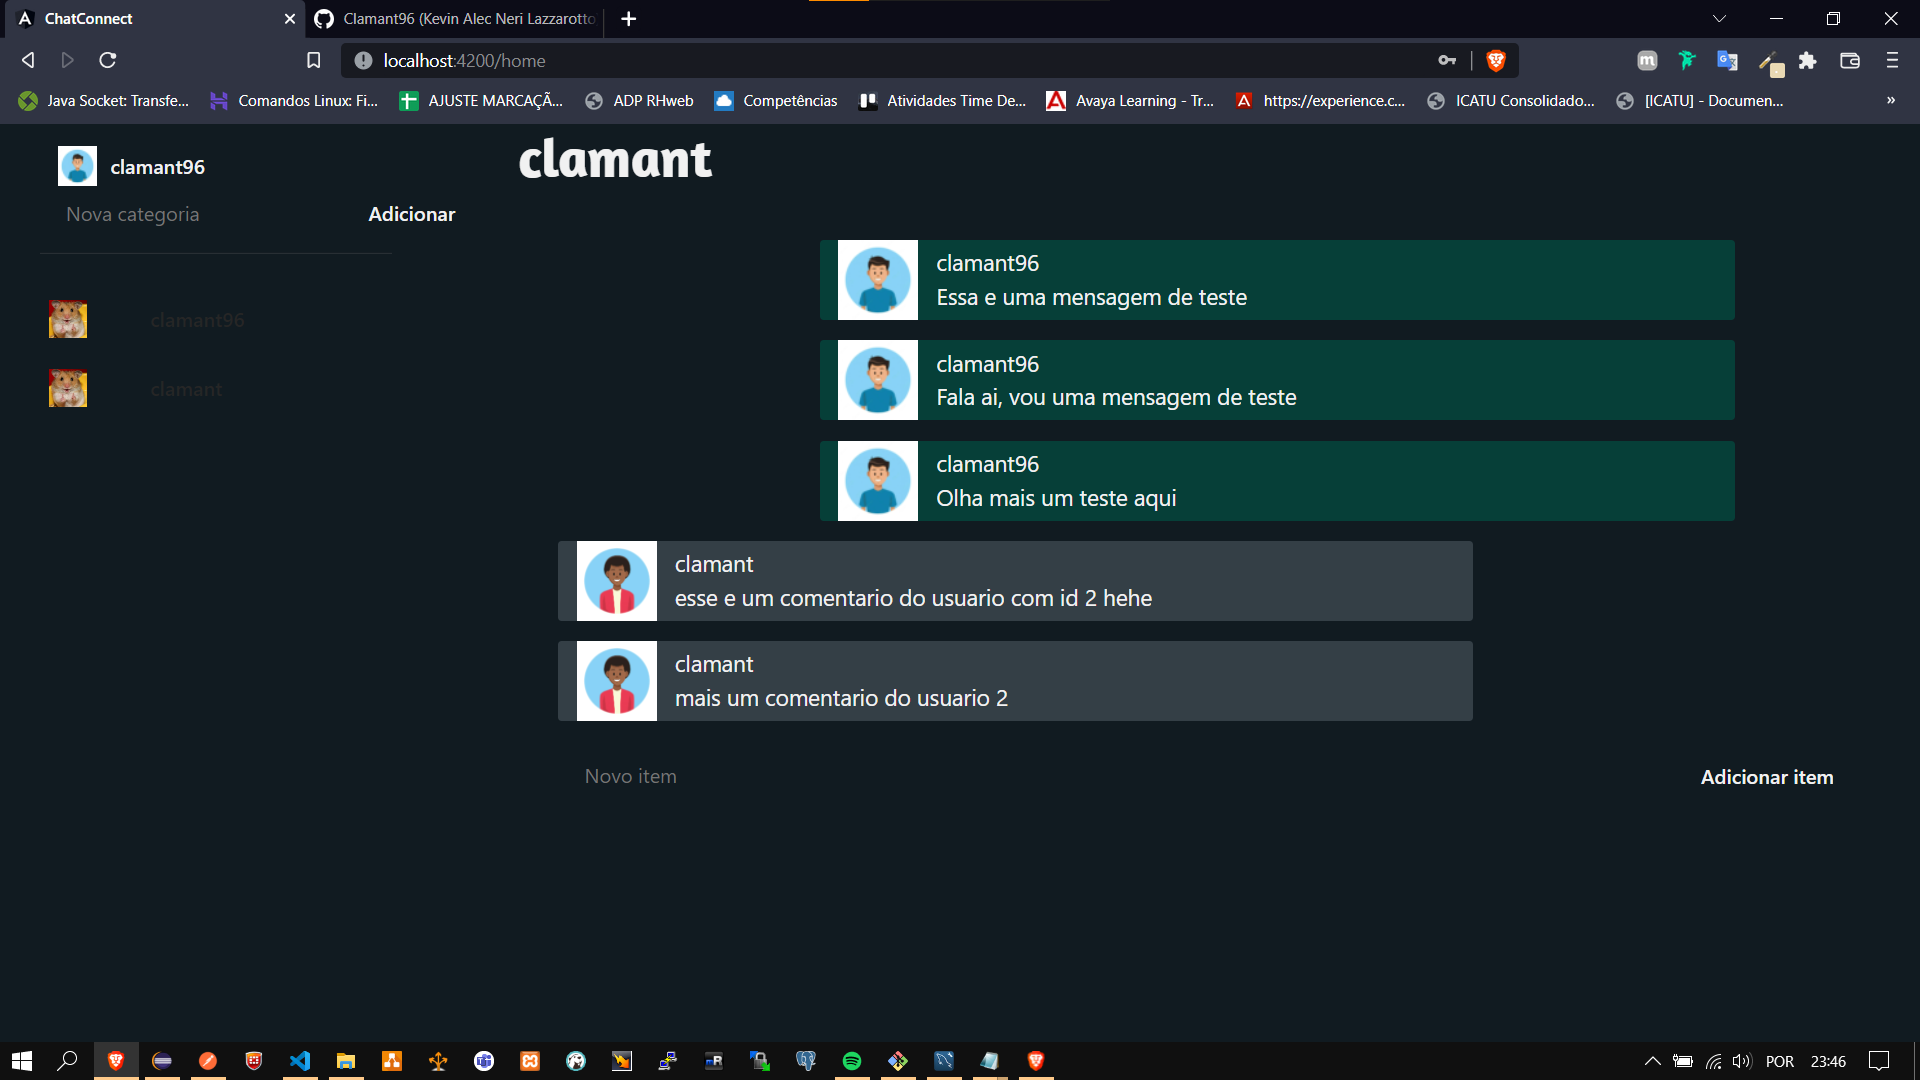 ChatConnect
Clamant96 (Kevin Alec Neri Lazzarotto
localhost:4200/home
Java Socket: Transfe...
Comandos Linux: Fi...
AJUSTE MARCAÇÃ...
ADP RHweb
Competências
Atividades Time De...
Avaya Learning - Tr...
https://experience.c...
ICATU Consolidado...
[ICATU] - Documen...
»
clamant96
Nova categoria
Adicionar
clamant96
clamant
clamant
clamant96
Essa e uma mensagem de teste
clamant96
Fala ai, vou uma mensagem de teste
clamant96
Olha mais um teste aqui
clamant
esse e um comentario do usuario com id 2 hehe
clamant
mais um comentario do usuario 2
Novo item
Adicionar item
POR
23:46